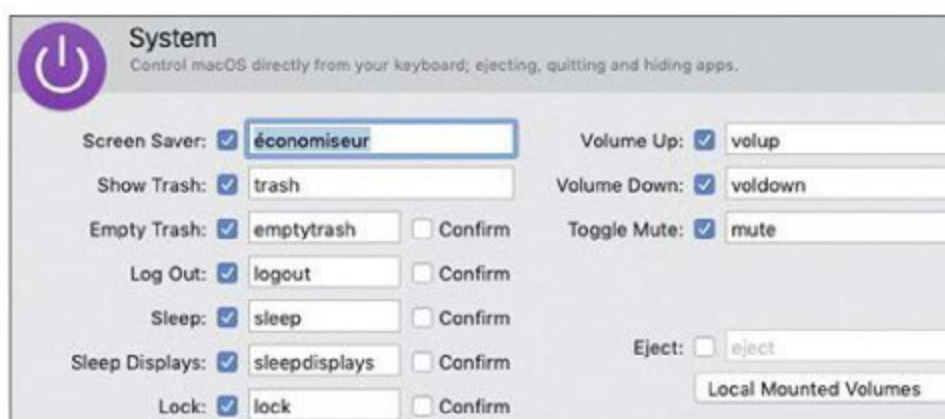 System
Control macOS directly from your keyboard; ejecting, quitting and hiding apps.
Screen Saver: économiseur
Show Trash: trash
Empty Trash: emptytrash Confirm
Log Out: logout Confirm
Sleep: sleep Confirm
Sleep Displays: sleepdisplays Confirm
Lock: lock Confirm
Volume Up: volup
Volume Down: voldown
Toggle Mute: mute
Eject: eject
Local Mounted Volumes